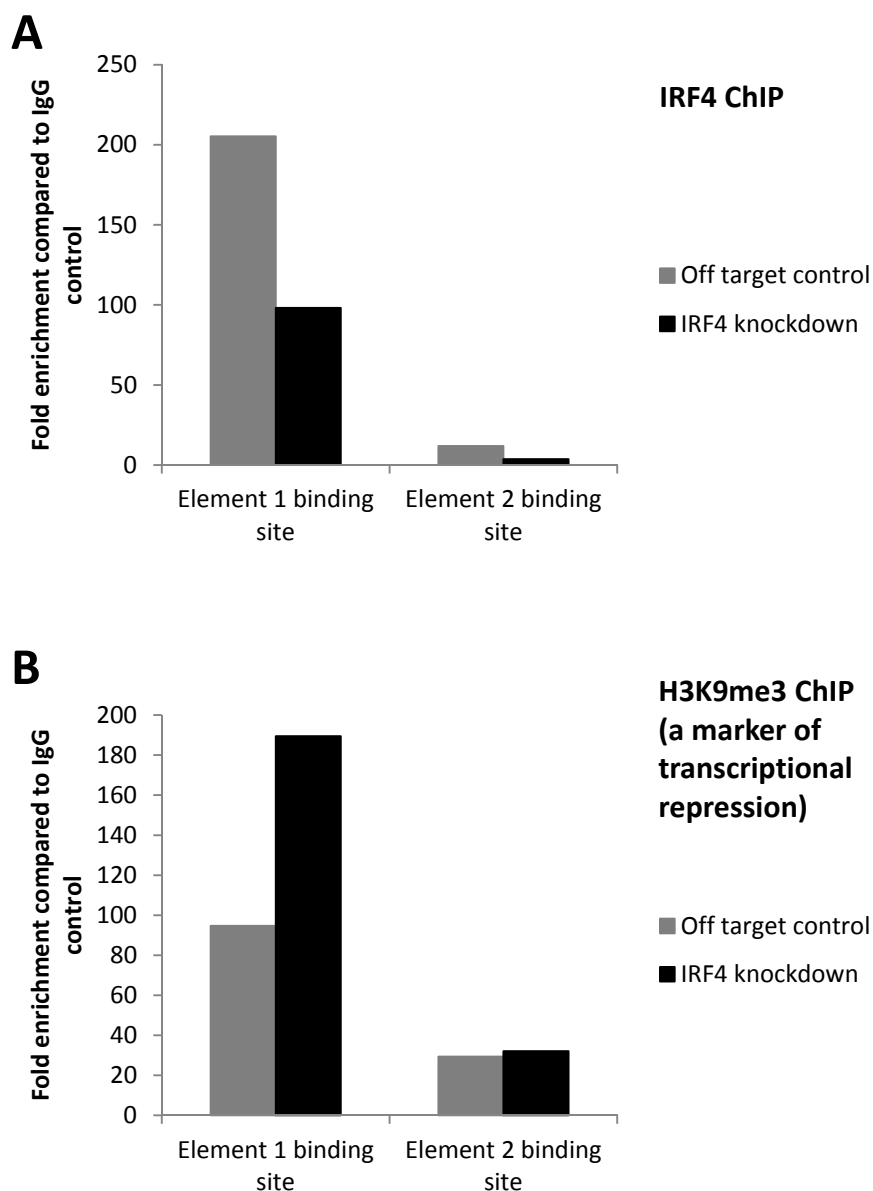 A
Fold enrichment compared to IgG
control
250
200
150
100
50
0
Element 1 binding
site
Element 2 binding
site
IRF4 ChIP
Off target control
IRF4 knockdown
B
Fold enrichment compared to IgG
control
200
180
160
140
120
100
80
60
40
20
0
Element 1 binding
site
Element 2 binding
site
H3K9me3 ChIP
(a marker of
transcriptional
repression)
Off target control
IRF4 knockdown